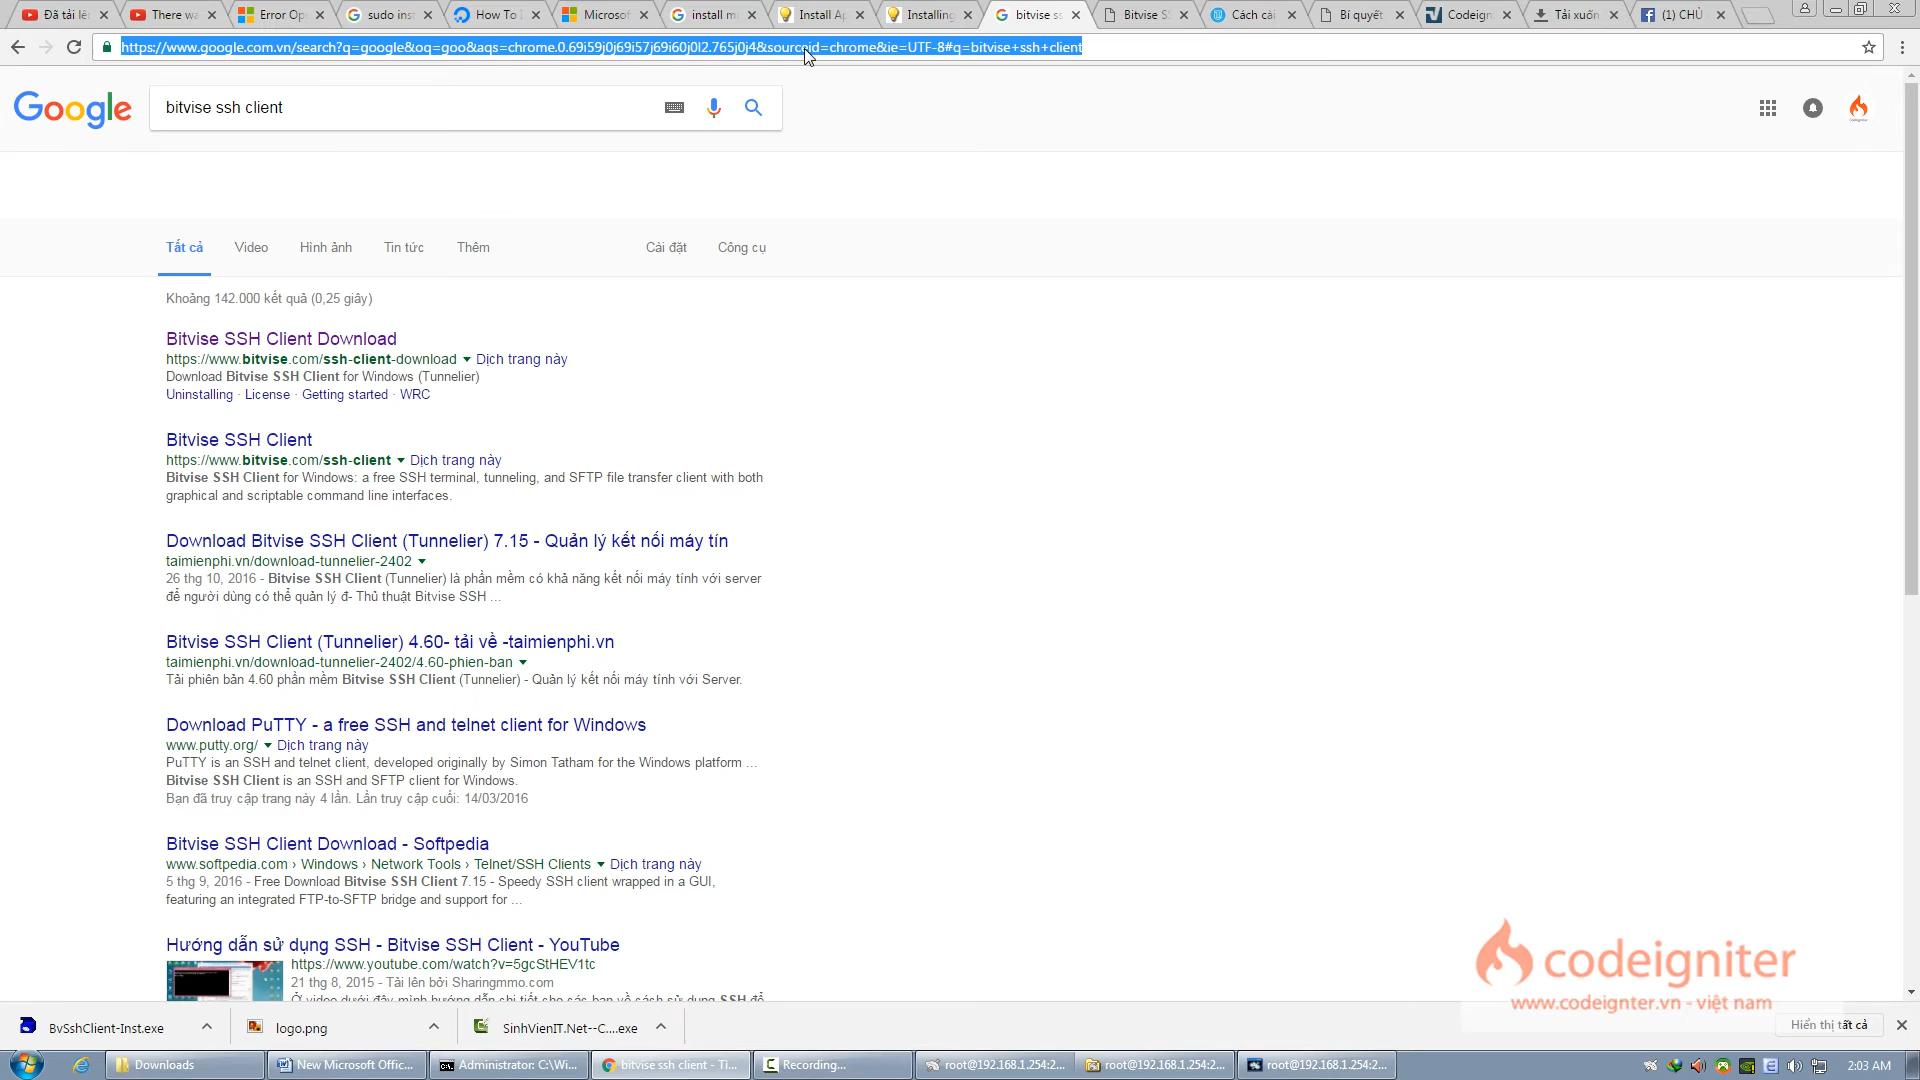 Đã tải lê
There wa
Error Op
sudo inst
How To I
Microsof
install m
Install Ap
Installing
bitvise ss
Bitvise S
Cách cài
Bí quyết
Codeign
Tải xuốn
(1) CHỦ
https://www.google.com.vn/search?q=google&oq=goo&aqs=chrome.0.69i59j0j69i57j69i60j0l2.765j0j4&sourceid=chrome&ie=UTF-8#q=bitvise+ssh+client
Google
bitvise ssh client
Tất cả Video Hình ảnh Tin tức Thêm Cài đặt Công cụ
Khoảng 142.000 kết quả (0,25 giây)
Bitvise SSH Client Download
https://www.bitvise.com/ssh-client-download Dịch trang này
Download Bitvise SSH Client for Windows (Tunnelier)
Uninstalling · License · Getting started · WRC
Bitvise SSH Client
https://www.bitvise.com/ssh-client Dịch trang này
Bitvise SSH Client for Windows: a free SSH terminal, tunneling, and SFTP file transfer client with both
graphical and scriptable command line interfaces.
Download Bitvise SSH Client (Tunnelier) 7.15 - Quản lý kết nối máy tín
taimienphi.vn/download-tunnelier-2402
26 thg 10, 2016 - Bitvise SSH Client (Tunnelier) là phần mềm có khả năng kết nối máy tính với server
để người dùng có thể quản lý đ- Thủ thuật Bitvise SSH ...
Bitvise SSH Client (Tunnelier) 4.60- tải về -taimienphi.vn
taimienphi.vn/download-tunnelier-2402/4.60-phien-ban
Tải phiên bản 4.60 phần mềm Bitvise SSH Client (Tunnelier) - Quản lý kết nối máy tính với Server.
Download PuTTY - a free SSH and telnet client for Windows
www.putty.org/ Dịch trang này
PuTTY is an SSH and telnet client, developed originally by Simon Tatham for the Windows platform ...
Bitvise SSH Client is an SSH and SFTP client for Windows.
Bạn đã truy cập trang này 4 lần. Lần truy cập cuối: 14/03/2016
Bitvise SSH Client Download - Softpedia
www.softpedia.com › Windows › Network Tools › Telnet/SSH Clients Dịch trang này
5 thg 9, 2016 - Free Download Bitvise SSH Client 7.15 - Speedy SSH client wrapped in a GUI,
featuring an integrated FTP-to-SFTP bridge and support for ...
Hướng dẫn sử dụng SSH - Bitvise SSH Client - YouTube
https://www.youtube.com/watch?v=5gcStHEV1tc
21 thg 8, 2015 - Tải lên bởi Sharingmmo.com
Ở video dưới đây mình hướng dẫn chi tiết cho các bạn về cách sử dụng SSH để
codeigniter
www.codeignter.vn - việt nam
BvSshClient-Inst.exe
logo.png
SinhVienIT.Net--C....exe
Hiển thị tất cả
Downloads
New Microsoft Offic...
Administrator: C:\Wi...
bitvise ssh client - Ti...
Recording...
root@192.168.1.254:2...
root@192.168.1.254:2...
root@192.168.1.254:2...
2:03 AM